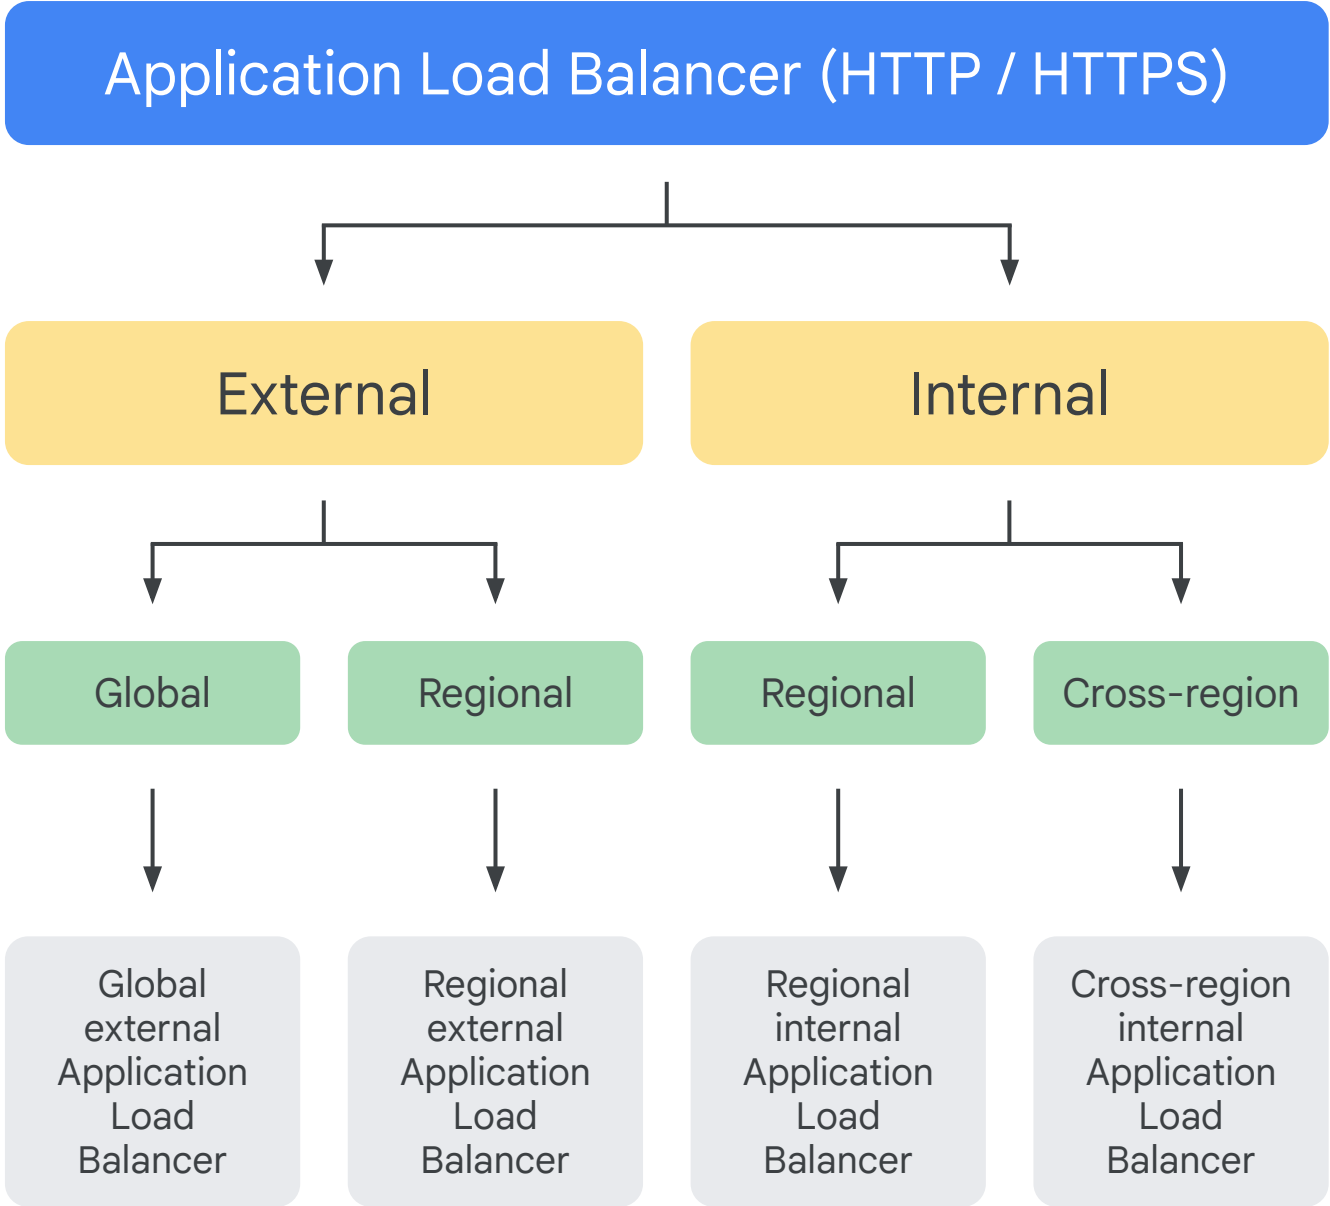 Application Load Balancer (HTTP / HTTPS)
External
Internal
Global
Regional
Regional
Cross-region
Global
external
Application
Load
Balancer
Regional
external
Application
Load
Balancer
Regional
internal
Application
Load
Balancer
Cross-region
internal
Application
Load
Balancer